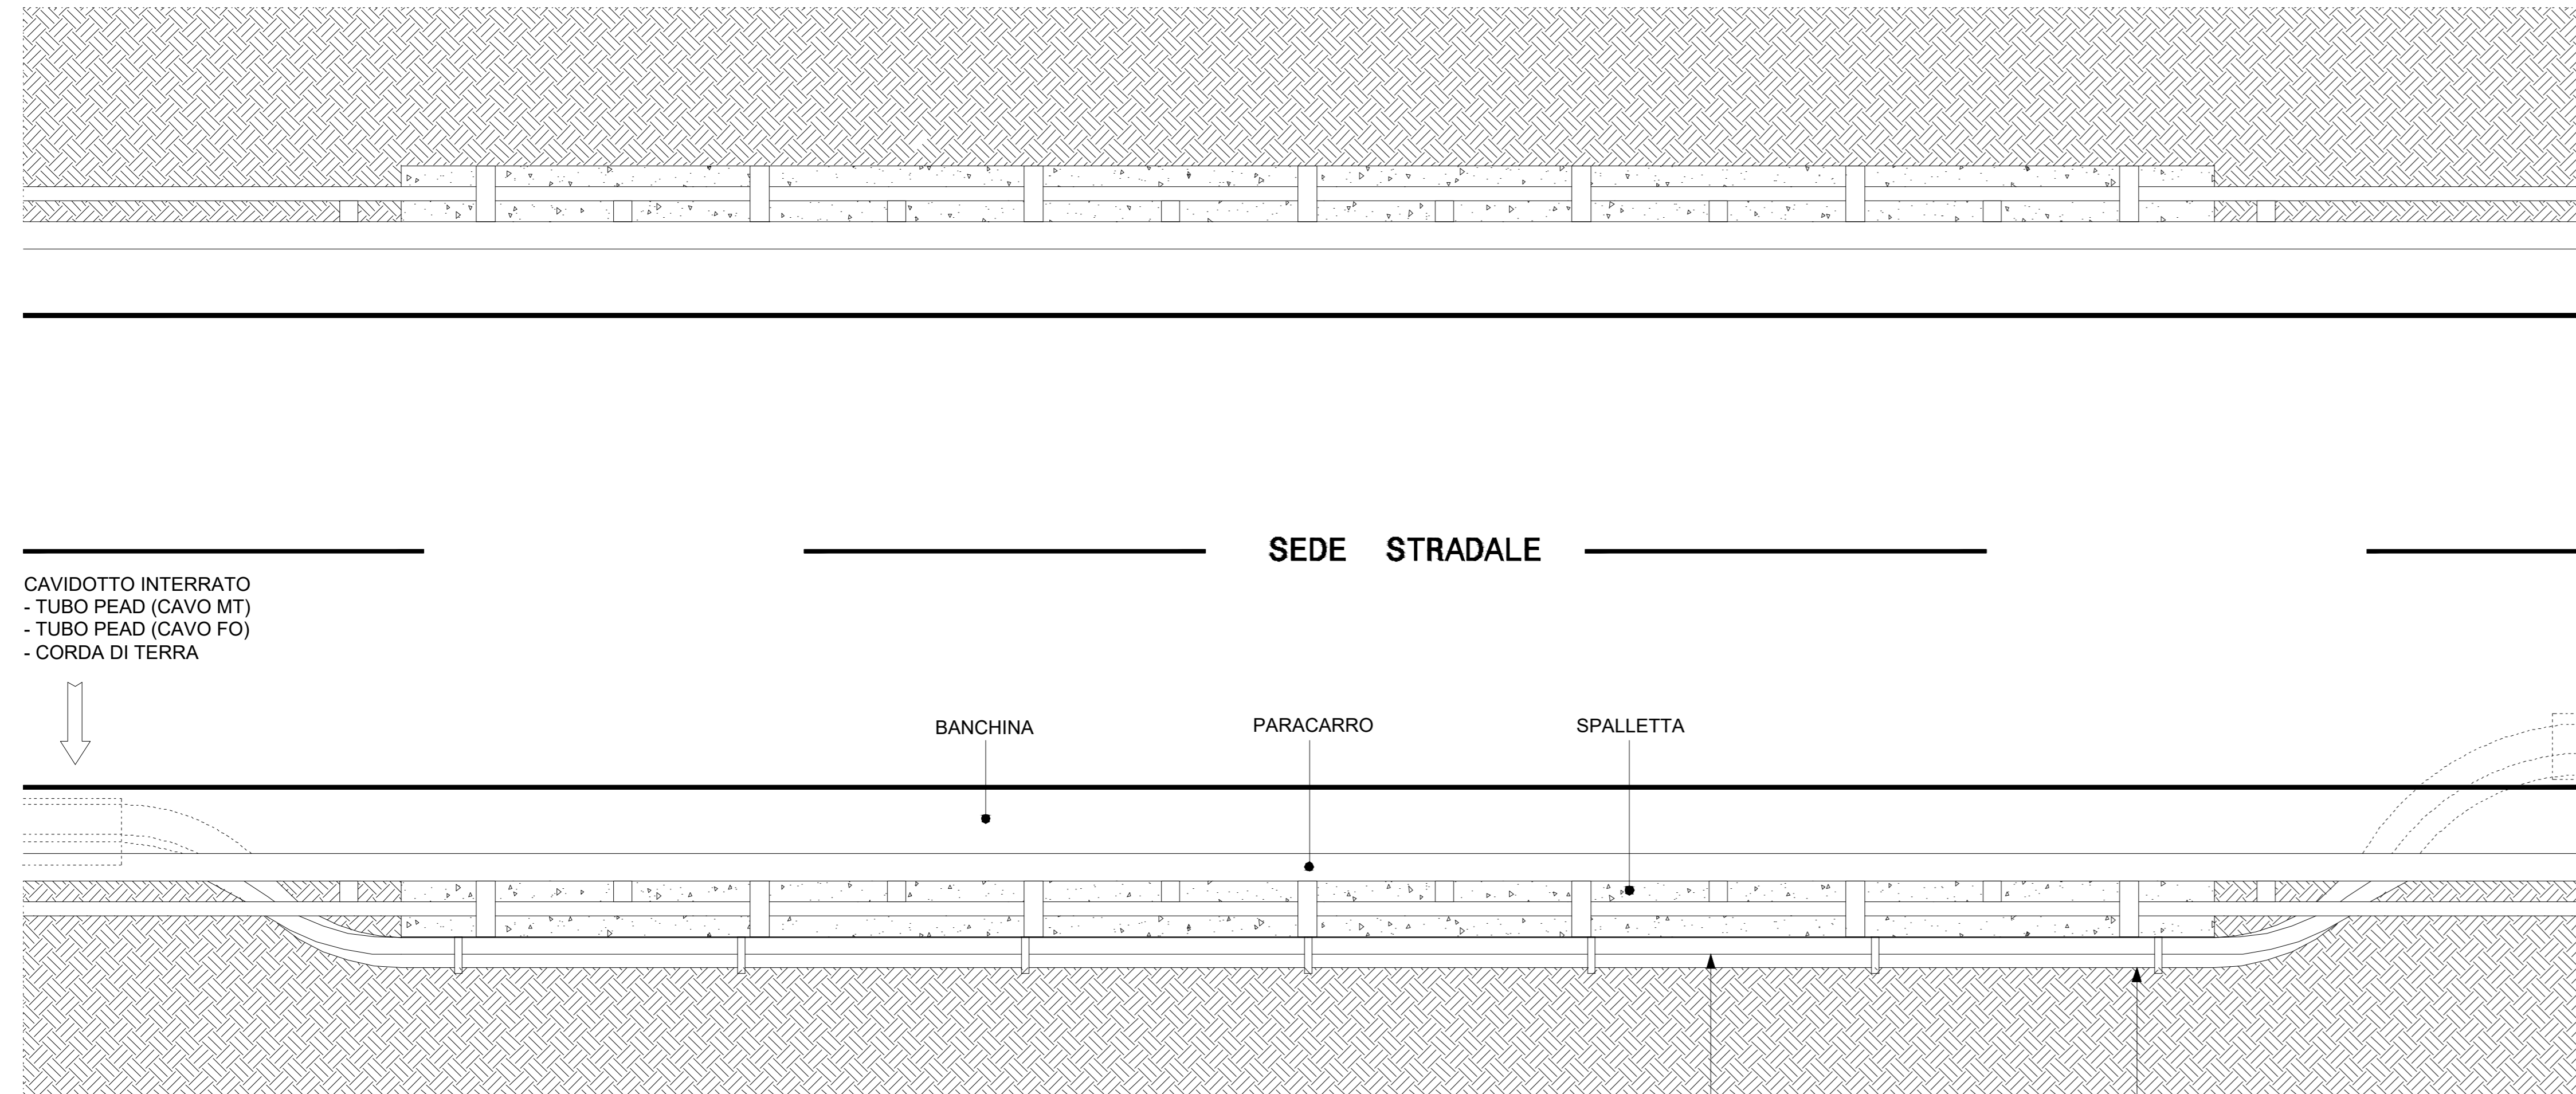 SEDE STRADALE
CAVIDOTTO INTERRATO
- TUBO PEAD (CAVO MT)
- TUBO PEAD (CAVO FO)
- CORDA DI TERRA
BANCHINA
PARACARRO
SPALLETTA